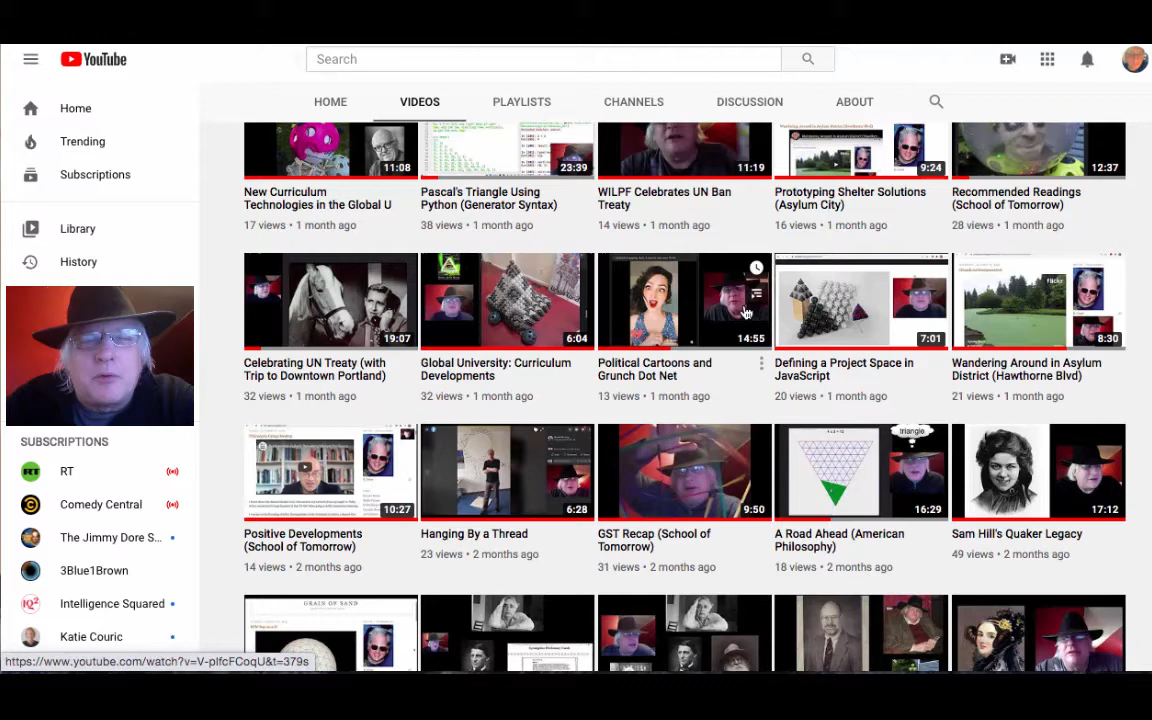 YouTube
Search
HOME
VIDEOS
PLAYLISTS
CHANNELS
DISCUSSION
ABOUT
Home
Trending
Subscriptions
Library
History
SUBSCRIPTIONS
RT
Comedy Central
The Jimmy Dore S...
3Blue1Brown
IQ2
Intelligence Squared
Katie Couric
https://www.youtube.com/watch?v=V-pIfcFCoqU&t=379s
11:08
23:39
11:19
9:24
12:37
New Curriculum
Technologies in the Global U
17 views • 1 month ago
Pascal's Triangle Using
Python (Generator Syntax)
38 views • 1 month ago
WILPF Celebrates UN Ban
Treaty
14 views • 1 month ago
Prototyping Shelter Solutions
(Asylum City)
16 views • 1 month ago
Recommended Readings
(School of Tomorrow)
28 views • 1 month ago
19:07
6:04
14:55
7:01
flickr
8:30
Celebrating UN Treaty (with
Trip to Downtown Portland)
32 views • 1 month ago
Global University: Curriculum
Developments
32 views • 1 month ago
Political Cartoons and
Grunch Dot Net
13 views • 1 month ago
Defining a Project Space in
JavaScript
20 views • 1 month ago
Wandering Around in Asylum
District (Hawthorne Blvd)
21 views • 1 month ago
10:27
6:28
9:50
triangle
16:29
17:12
Positive Developments
(School of Tomorrow)
14 views • 2 months ago
Hanging By a Thread
23 views • 2 months ago
GST Recap (School of
Tomorrow)
31 views • 2 months ago
A Road Ahead (American
Philosophy)
18 views • 2 months ago
Sam Hill's Quaker Legacy
49 views • 2 months ago
GRAIN OF SAND